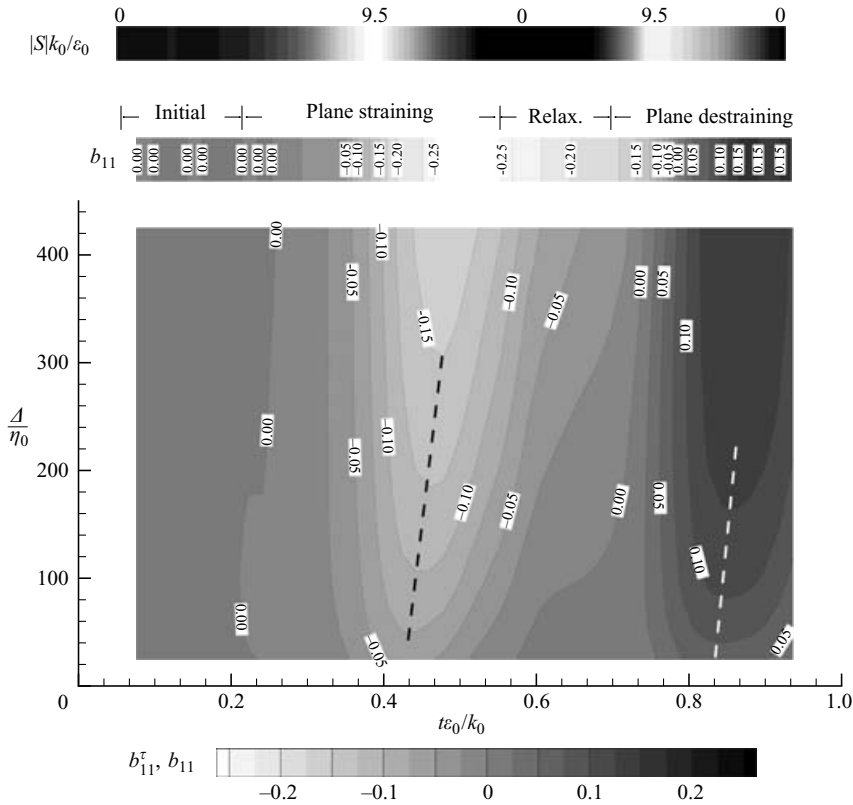 0 9.5 0 9.5 0
|S|k₀/ε₀
Initial Plane straining Relax. Plane destraining
b₁₁
0.00 0.00 0.00 0.00 0.00 0.00 0.00 −0.05 −0.10 −0.15 −0.20 −0.25 -0.25 -0.20 -0.15 -0.10 -0.05 0.00 0.05 0.10 0.15 0.15 0.15
400
300
200
100
0
Δ/η₀
0.00 −0.05 −0.10 -0.15 −0.10 −0.05 0.00 0.05 0.10
0.00 −0.05 −0.10 −0.10 −0.05 0.00 0.05 0.10
0.00 −0.05 0.05
0.2 0.4 0.6 0.8 1.0
tε₀/k₀
b₁₁^τ, b₁₁
−0.2 −0.1 0 0.1 0.2